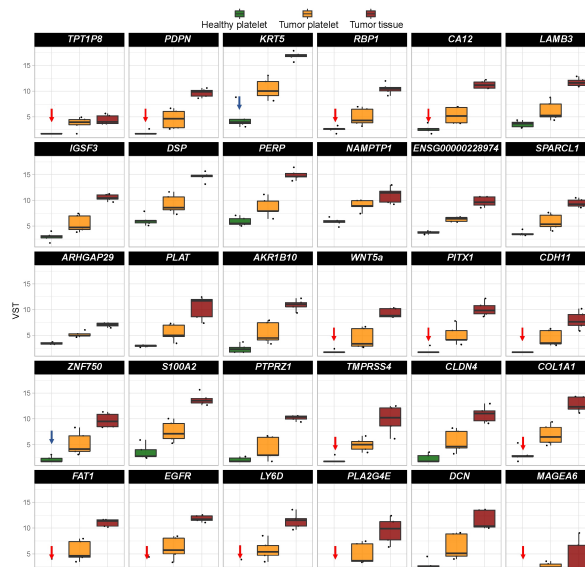 Healthy platelet Tumor platelet Tumor tissue
TPT1P8 PDPN KRT5 RBP1 CA12 LAMB3
15
10
5
IGSF3 DSP PERP NAMPTP1 ENSG00000228974 SPARCL1
15
10
5
ARHGAP29 PLAT AKR1B10 WNT5a PITX1 CDH11
VST
15
10
5
ZNF750 S100A2 PTPRZ1 TMPRSS4 CLDN4 COL1A1
15
10
5
FAT1 EGFR LY6D PLA2G4E DCN MAGEA6
15
10
5